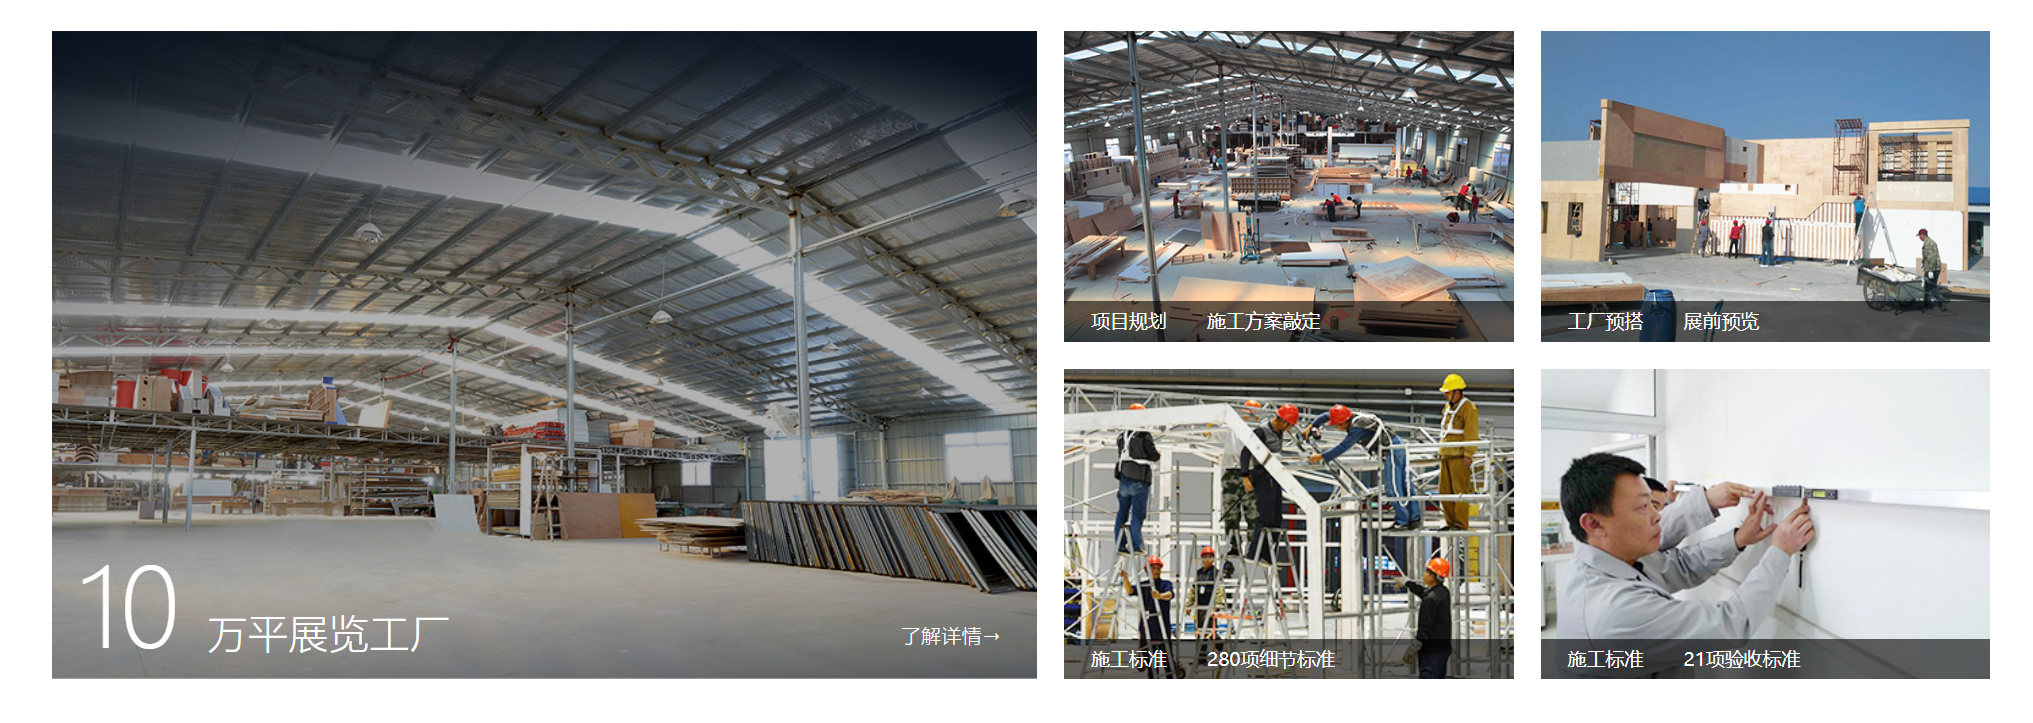 10 万平展览工厂
了解详情→
项目规划 施工方案敲定
工厂预搭 展前预览
施工标准 280项细节标准
施工标准 21项验收标准